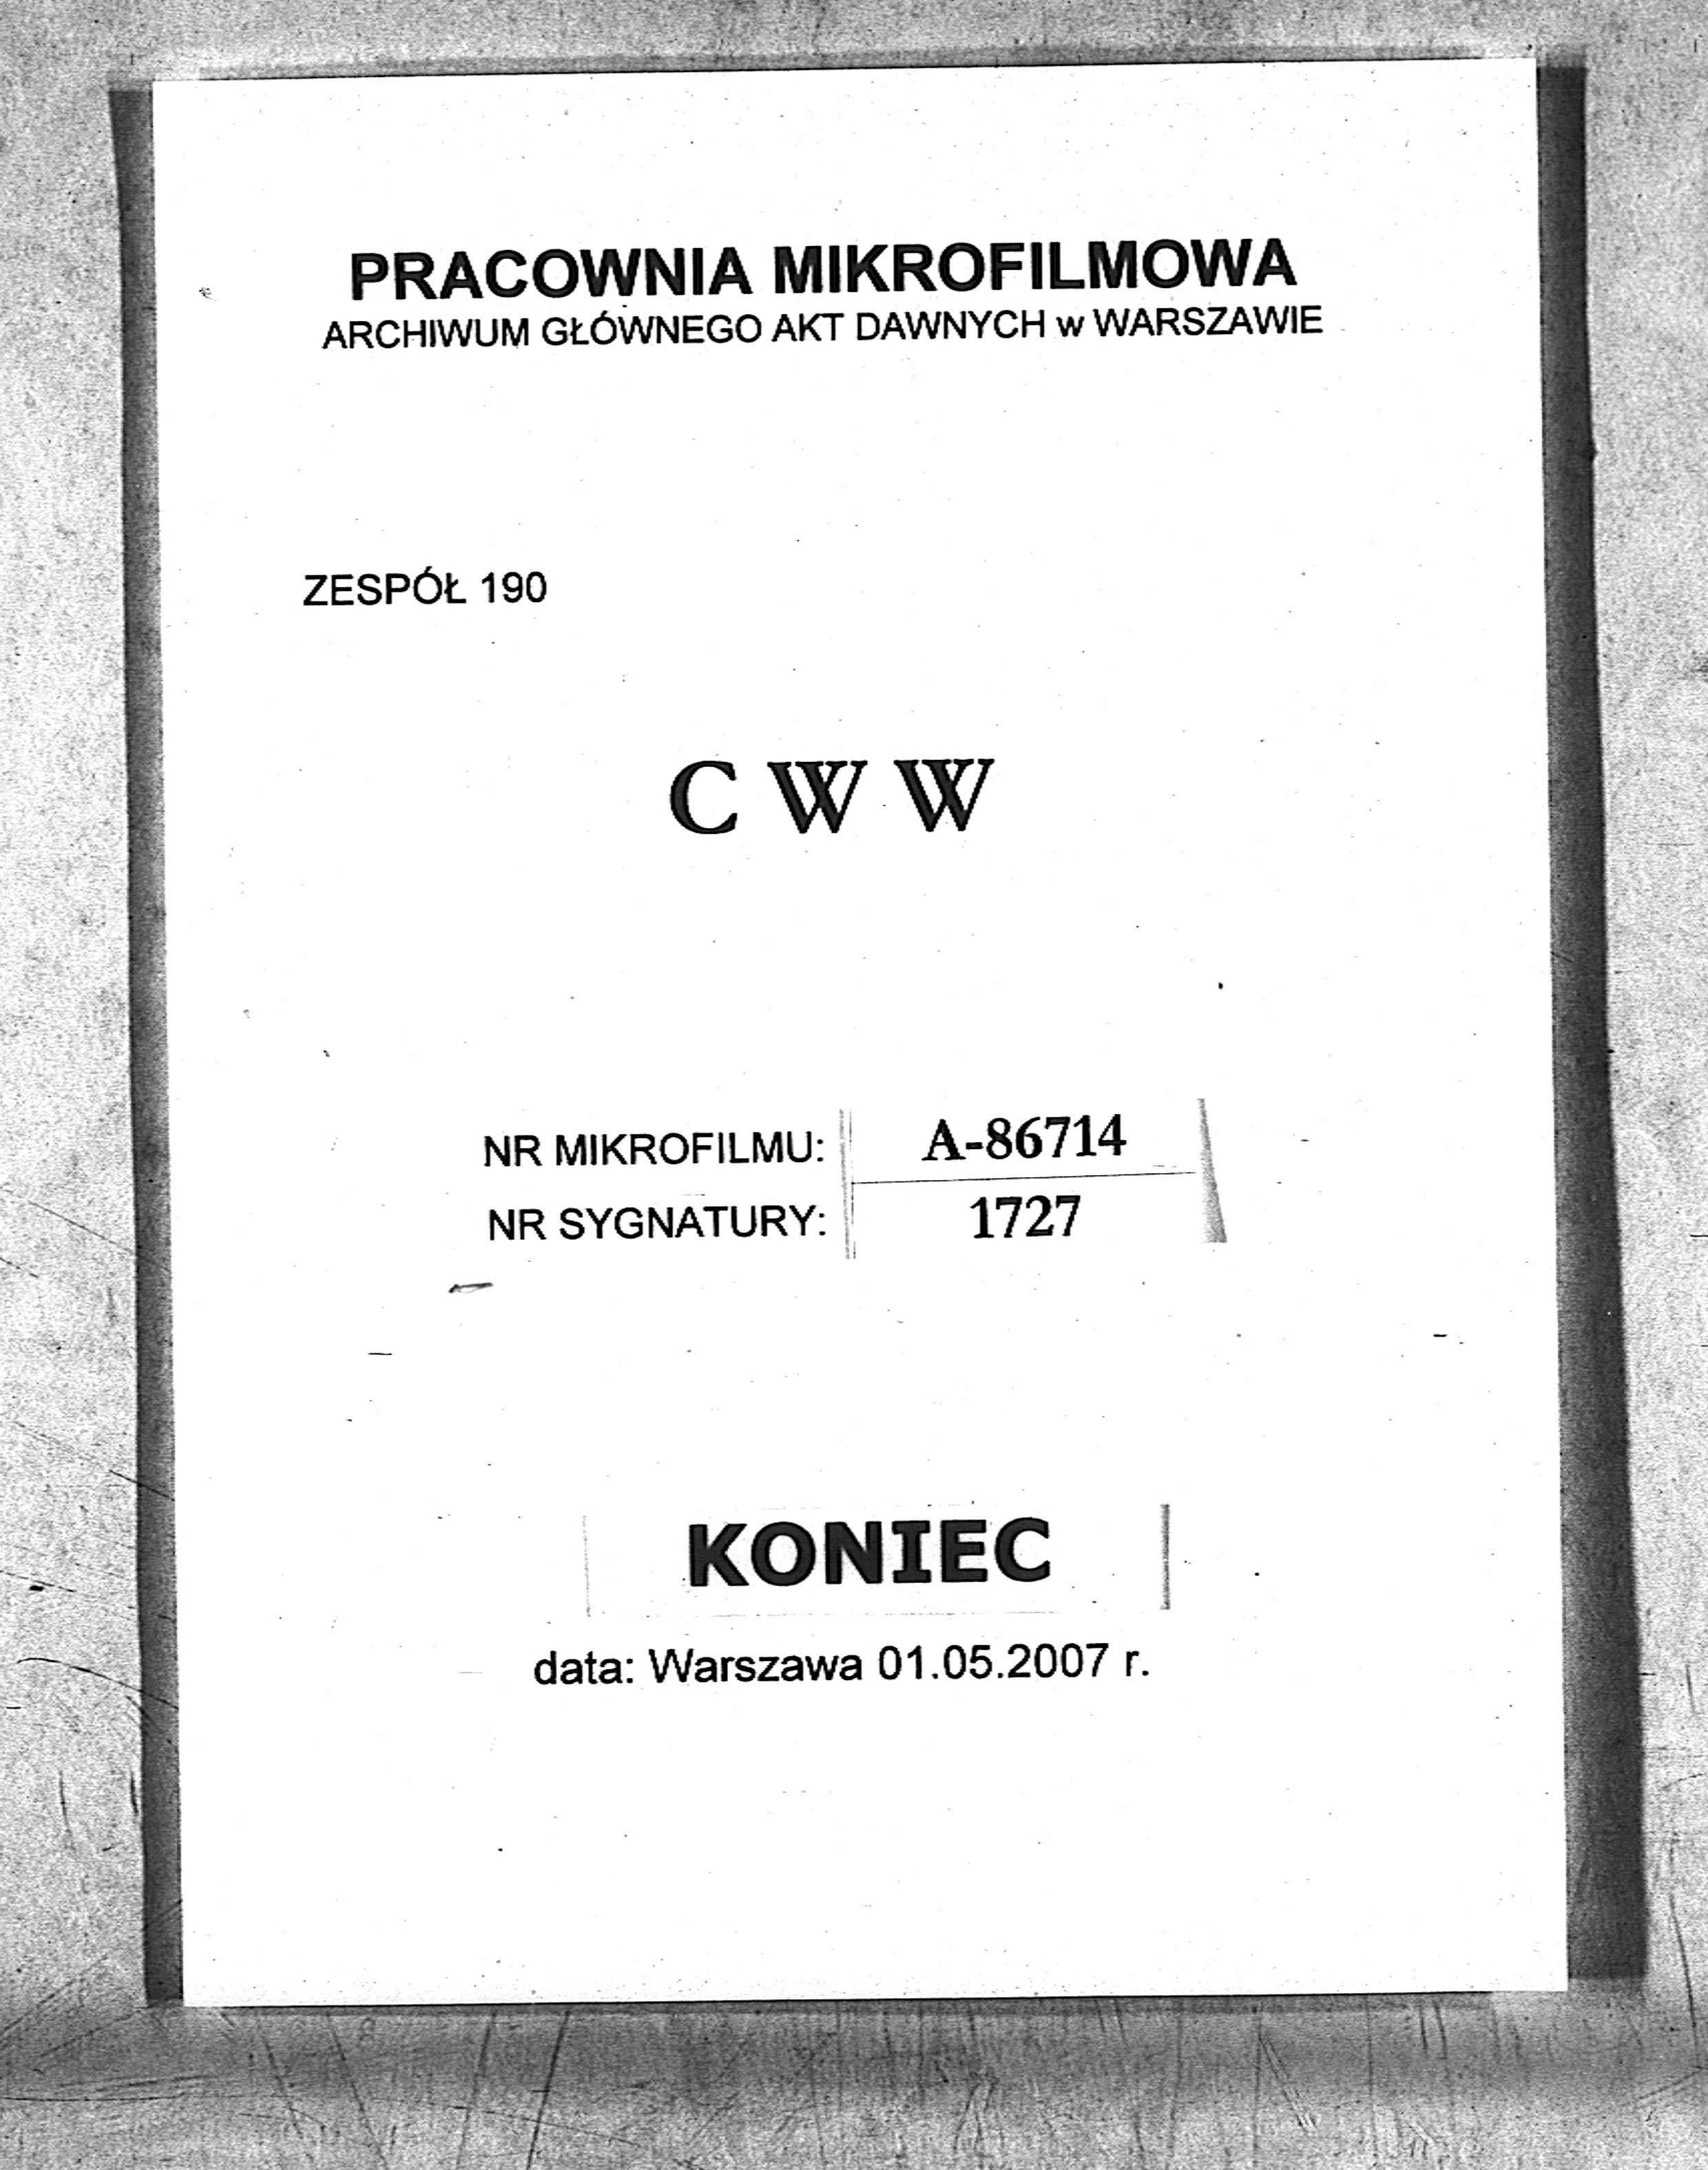 PRACOWNIA MIKROFILMOWA
ARCHIWUM GŁÓWNEGO AKT DAWNYCH w WARSZAWIE
ZESPÓŁ 190
C W W
NR MIKROFILMU: A-86714
NR SYGNATURY: 1727
KONIEC
data: Warszawa 01.05.2007 r.